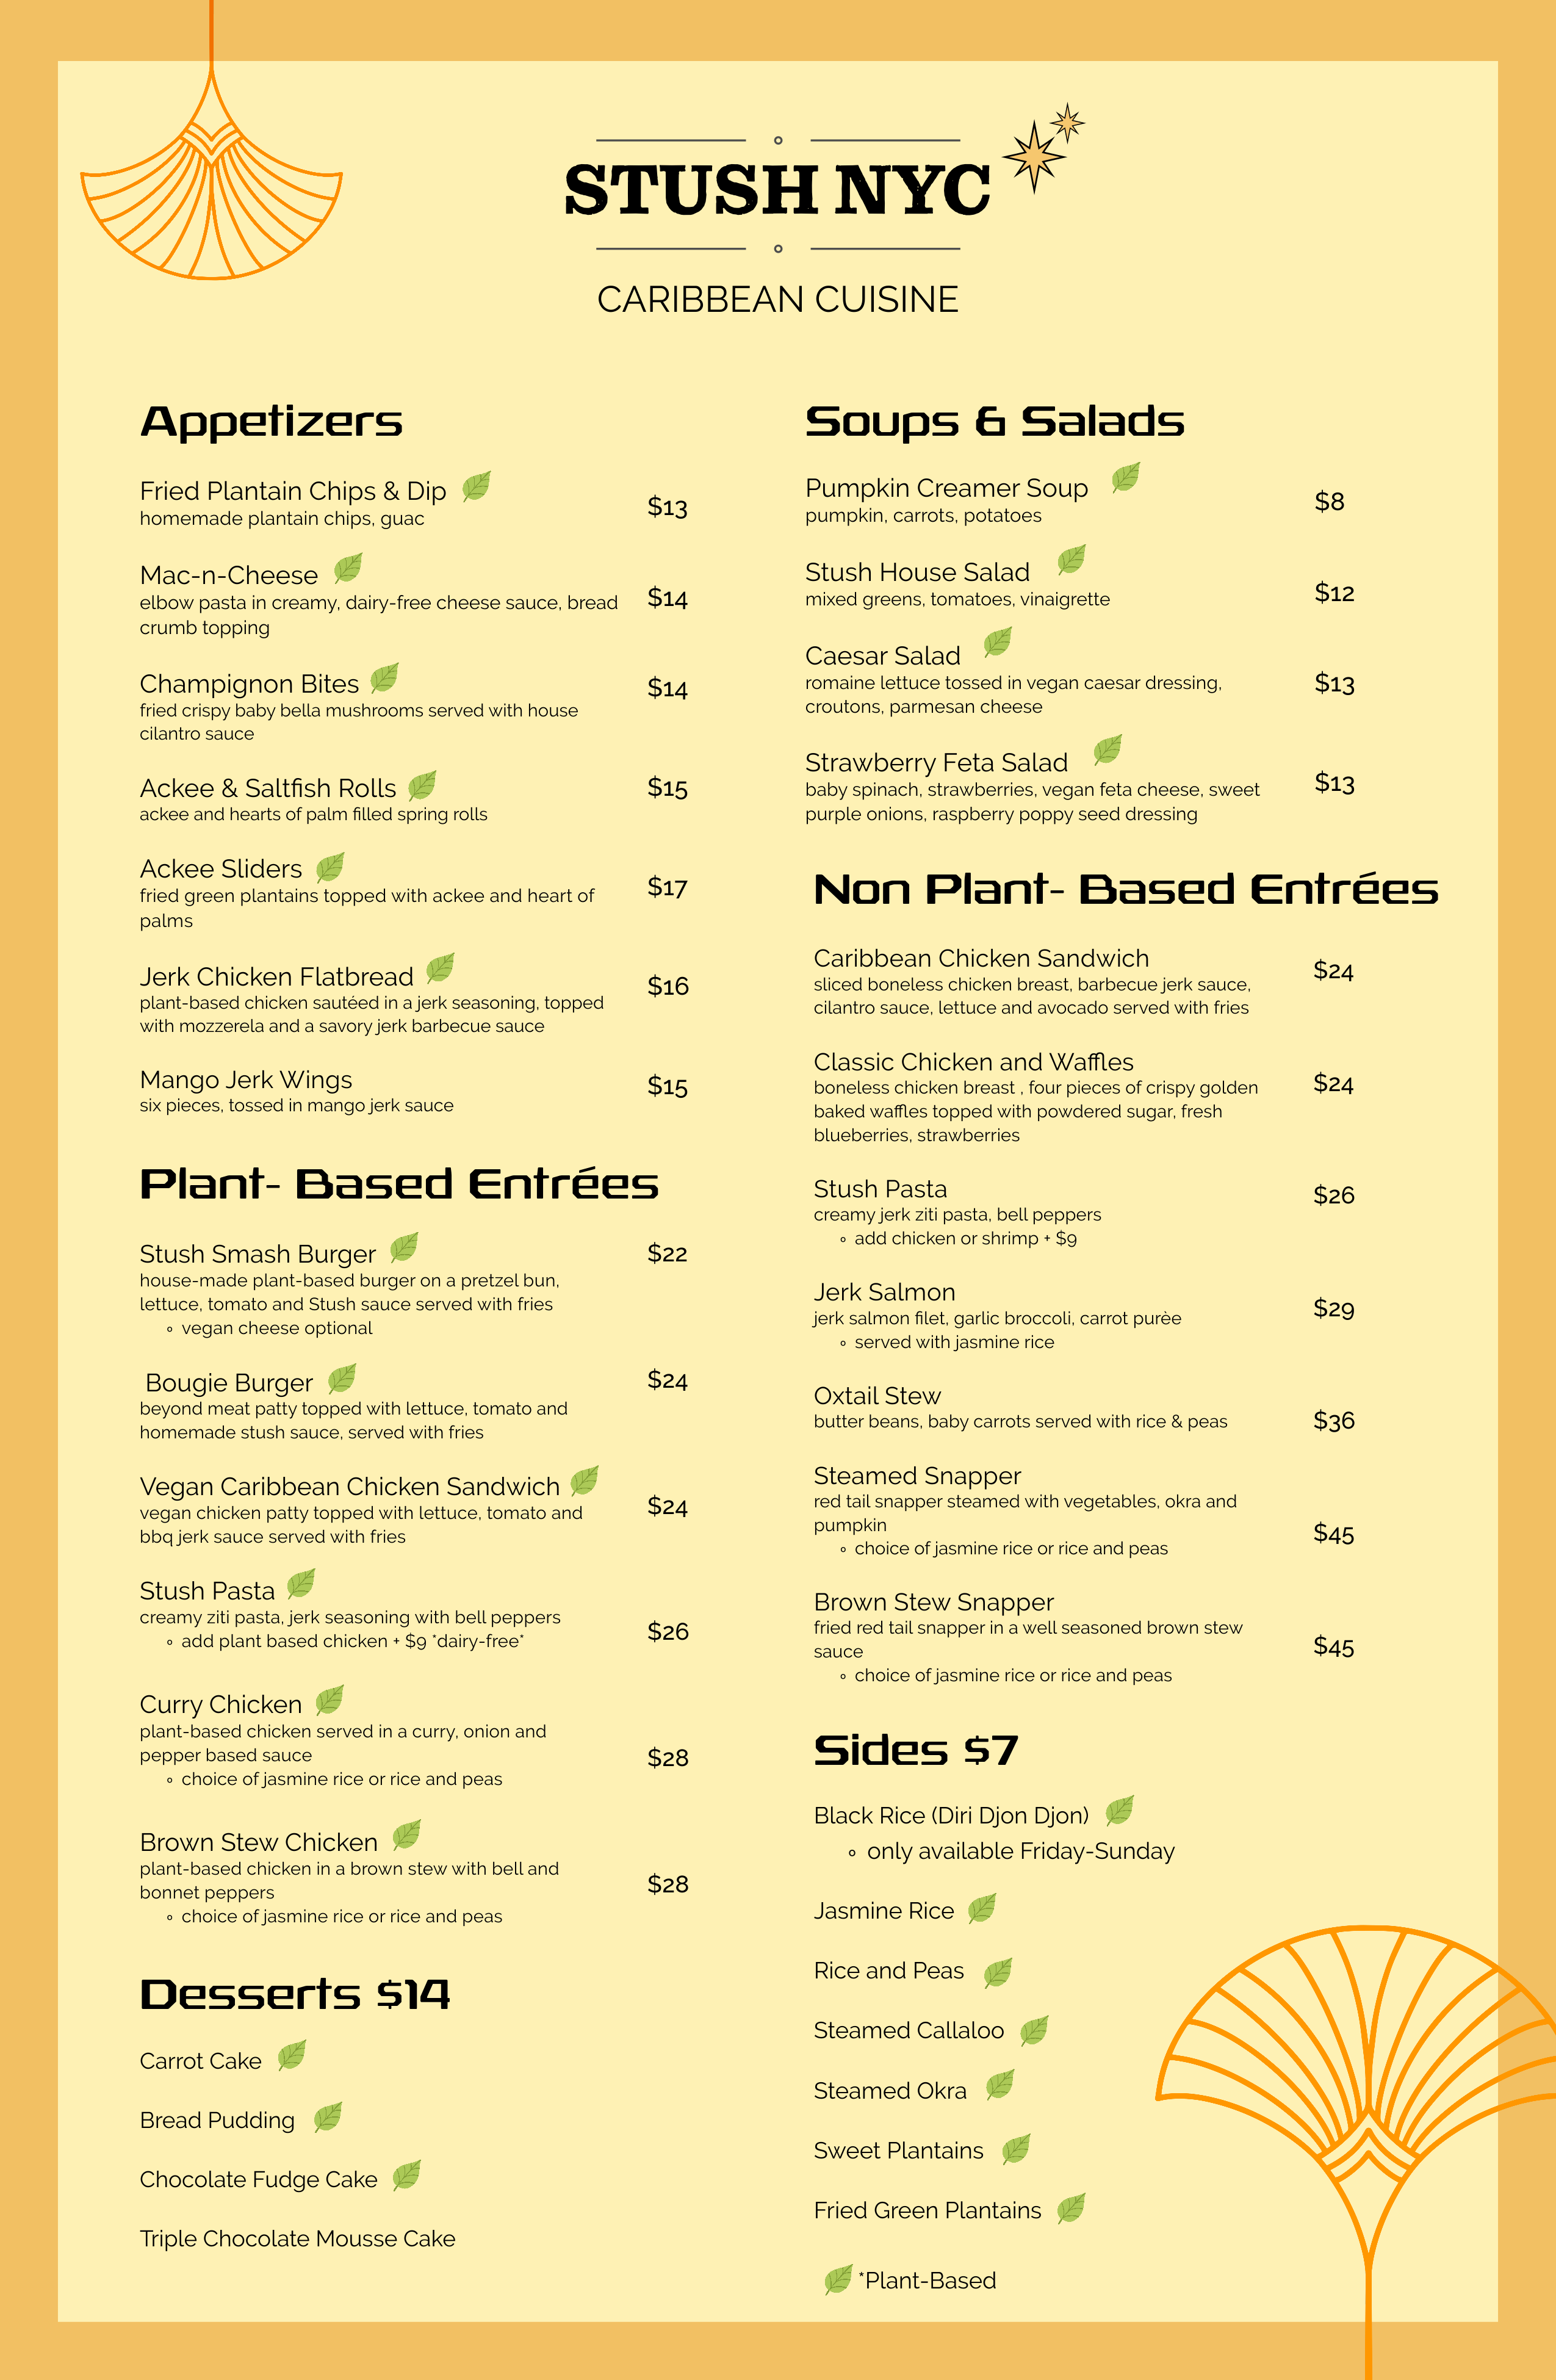 STUSH NYC
CARIBBEAN CUISINE
Appetizers
Fried Plantain Chips & Dip
homemade plantain chips, guac
$13
Mac-n-Cheese
elbow pasta in creamy, dairy-free cheese sauce, bread
crumb topping
$14
Champignon Bites
fried crispy baby bella mushrooms served with house
cilantro sauce
$14
Ackee & Saltfish Rolls
ackee and hearts of palm filled spring rolls
$15
Ackee Sliders
fried green plantains topped with ackee and heart of
palms
$17
Jerk Chicken Flatbread
plant-based chicken sautéed in a jerk seasoning, topped
with mozzerela and a savory jerk barbecue sauce
$16
Mango Jerk Wings
six pieces, tossed in mango jerk sauce
$15
Plant- Based Entrées
Stush Smash Burger
house-made plant-based burger on a pretzel bun,
lettuce, tomato and Stush sauce served with fries
◦ vegan cheese optional
$22
Bougie Burger
beyond meat patty topped with lettuce, tomato and
homemade stush sauce, served with fries
$24
Vegan Caribbean Chicken Sandwich
vegan chicken patty topped with lettuce, tomato and
bbq jerk sauce served with fries
$24
Stush Pasta
creamy ziti pasta, jerk seasoning with bell peppers
◦ add plant based chicken + $9 *dairy-free*
$26
Curry Chicken
plant-based chicken served in a curry, onion and
pepper based sauce
◦ choice of jasmine rice or rice and peas
$28
Brown Stew Chicken
plant-based chicken in a brown stew with bell and
bonnet peppers
◦ choice of jasmine rice or rice and peas
$28
Desserts $14
Carrot Cake
Bread Pudding
Chocolate Fudge Cake
Triple Chocolate Mousse Cake
Soups & Salads
Pumpkin Creamer Soup
pumpkin, carrots, potatoes
$8
Stush House Salad
mixed greens, tomatoes, vinaigrette
$12
Caesar Salad
romaine lettuce tossed in vegan caesar dressing,
croutons, parmesan cheese
$13
Strawberry Feta Salad
baby spinach, strawberries, vegan feta cheese, sweet
purple onions, raspberry poppy seed dressing
$13
Non Plant- Based Entrées
Caribbean Chicken Sandwich
sliced boneless chicken breast, barbecue jerk sauce,
cilantro sauce, lettuce and avocado served with fries
$24
Classic Chicken and Waffles
boneless chicken breast , four pieces of crispy golden
baked waffles topped with powdered sugar, fresh
blueberries, strawberries
$24
Stush Pasta
creamy jerk ziti pasta, bell peppers
◦ add chicken or shrimp + $9
$26
Jerk Salmon
jerk salmon filet, garlic broccoli, carrot purèe
◦ served with jasmine rice
$29
Oxtail Stew
butter beans, baby carrots served with rice & peas
$36
Steamed Snapper
red tail snapper steamed with vegetables, okra and
pumpkin
◦ choice of jasmine rice or rice and peas
$45
Brown Stew Snapper
fried red tail snapper in a well seasoned brown stew
sauce
◦ choice of jasmine rice or rice and peas
$45
Sides $7
Black Rice (Diri Djon Djon)
◦ only available Friday-Sunday
Jasmine Rice
Rice and Peas
Steamed Callaloo
Steamed Okra
Sweet Plantains
Fried Green Plantains
*Plant-Based